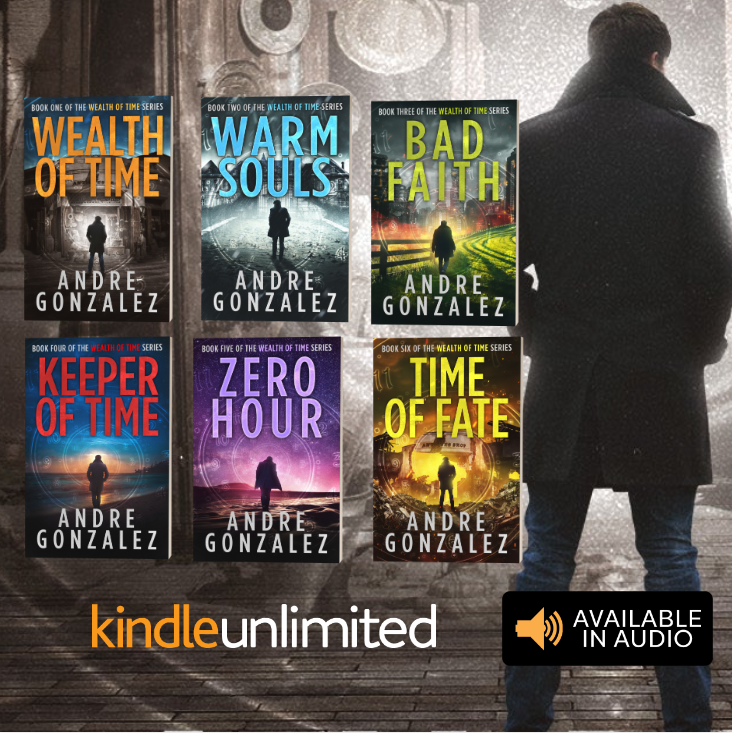 BOOK ONE OF THE WEALTH OF TIME SERIES
WEALTH
OF TIME
ANDRE
GONZALEZ
BOOK TWO OF THE WEALTH OF TIME SERIES
WARM
SOULS
ANDRE
GONZALEZ
BOOK THREE OF THE WEALTH OF TIME SERIES
BAD
FAITH
ANDRE
GONZALEZ
BOOK FOUR OF THE WEALTH OF TIME SERIES
KEEPER
OF TIME
ANDRE
GONZALEZ
BOOK FIVE OF THE WEALTH OF TIME SERIES
ZERO
HOUR
ANDRE
GONZALEZ
BOOK SIX OF THE WEALTH OF TIME SERIES
TIME
OF FATE
ANDRE
GONZALEZ
kindleunlimited
AVAILABLE
IN AUDIO